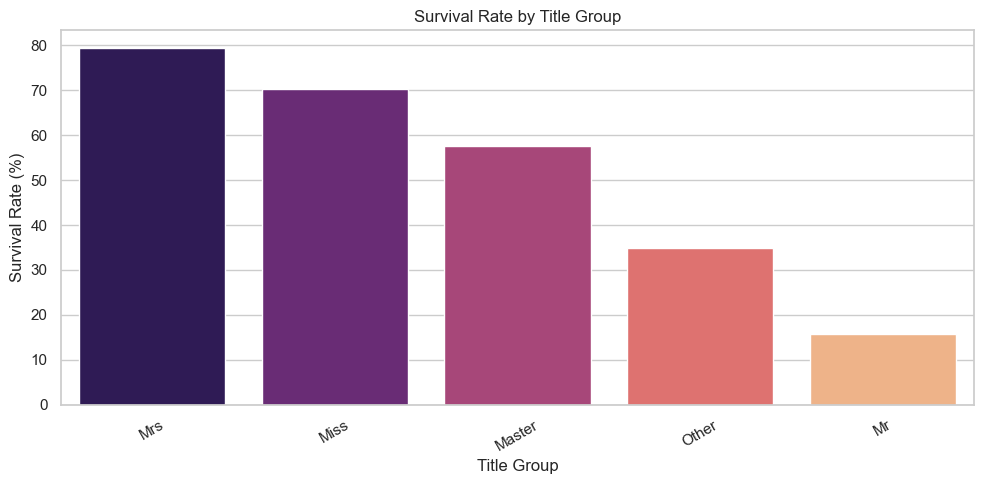 Survival Rate by Title Group
Survival Rate (%)
80
70
60
50
40
30
20
10
0
Mrs
Miss
Master
Other
Mr
Title Group